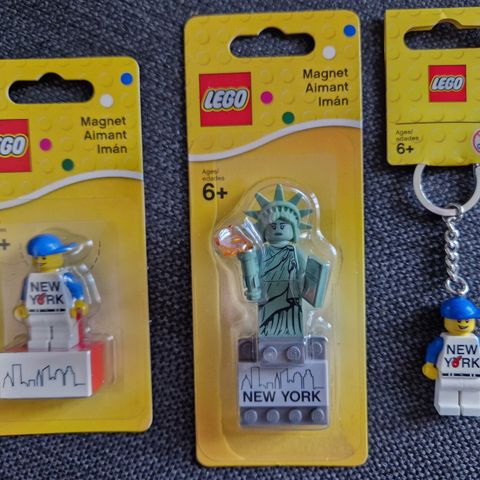 LEGO
Magnet
Aimant
Imán
NEW
YORK
LEGO
Magnet
Aimant
Imán
Ages/
edades
6+
NEW YORK
LEGO
Ages/
edades
6+
NEW
YORK